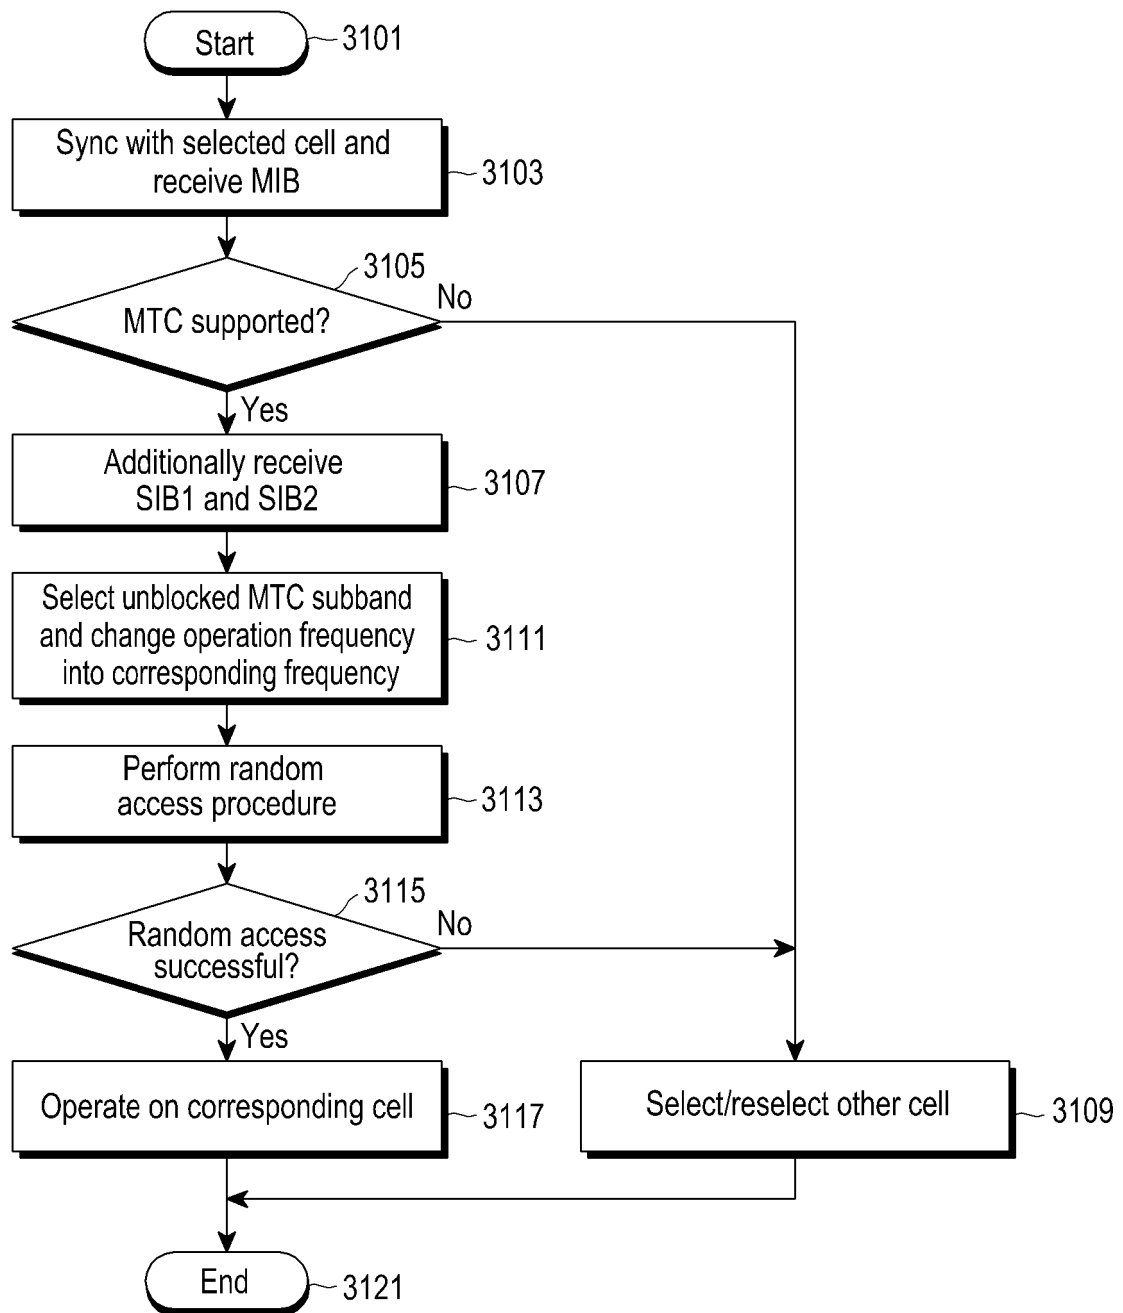 Start
3101
Sync with selected cell and
receive MIB
3103
3105
MTC supported?
No
Yes
Additionally receive
SIB1 and SIB2
3107
Select unblocked MTC subband
and change operation frequency
into corresponding frequency
3111
Perform random
access procedure
3113
3115
Random access
successful?
No
Yes
Operate on corresponding cell
3117
Select/reselect other cell
3109
End
3121